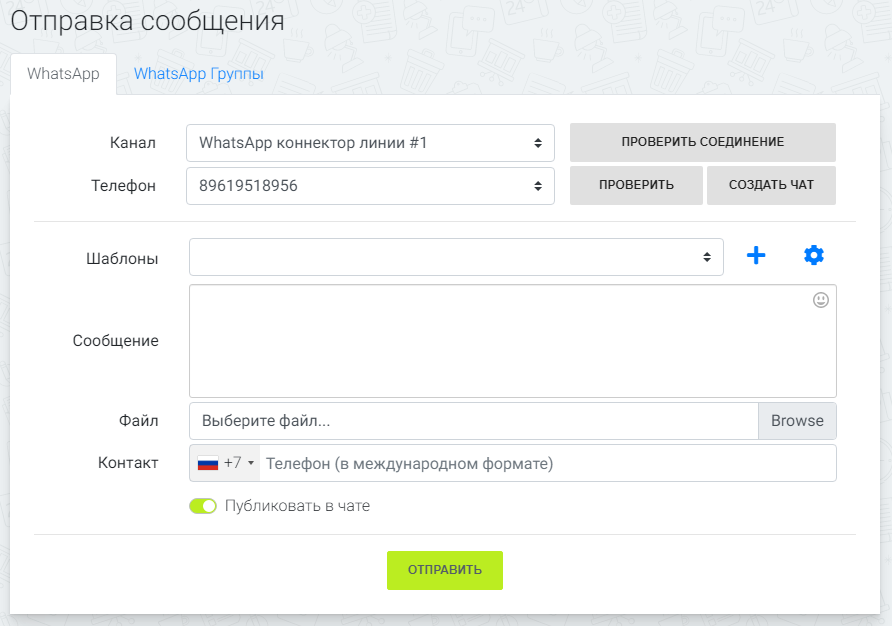 Отправка сообщения
WhatsApp WhatsApp Группы
Канал WhatsApp коннектор линии #1 ПРОВЕРИТЬ СОЕДИНЕНИЕ
Телефон 89619518956 ПРОВЕРИТЬ СОЗДАТЬ ЧАТ
Шаблоны
Сообщение
Файл Выберите файл... Browse
Контакт +7 Телефон (в международном формате)
Публиковать в чате
ОТПРАВИТЬ